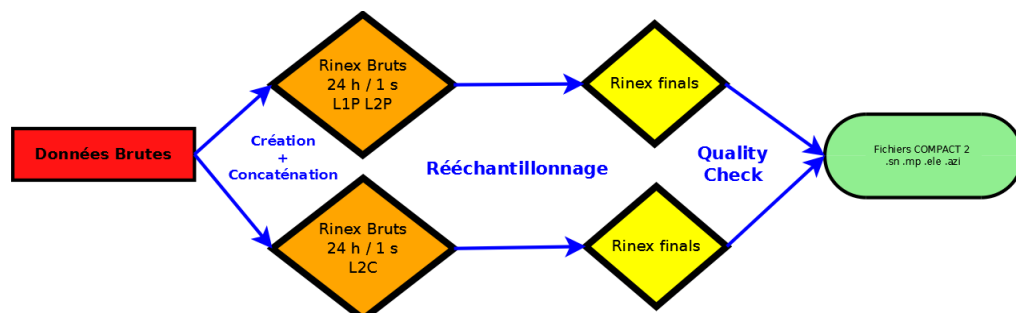 Données Brutes
Création
+
Concaténation
Rinex Bruts
24 h / 1 s
L1P L2P
Rinex Bruts
24 h / 1 s
L2C
Rééchantillonnage
Rinex finals
Rinex finals
Quality
Check
Fichiers COMPACT 2
.sn .mp .ele .azi